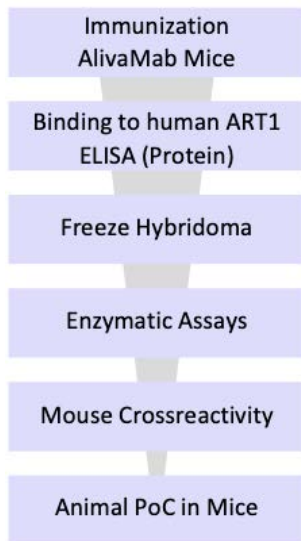 Immunization
AlivaMab Mice
Binding to human ART1
ELISA (Protein)
Freeze Hybridoma
Enzymatic Assays
Mouse Crossreactivity
Animal PoC in Mice